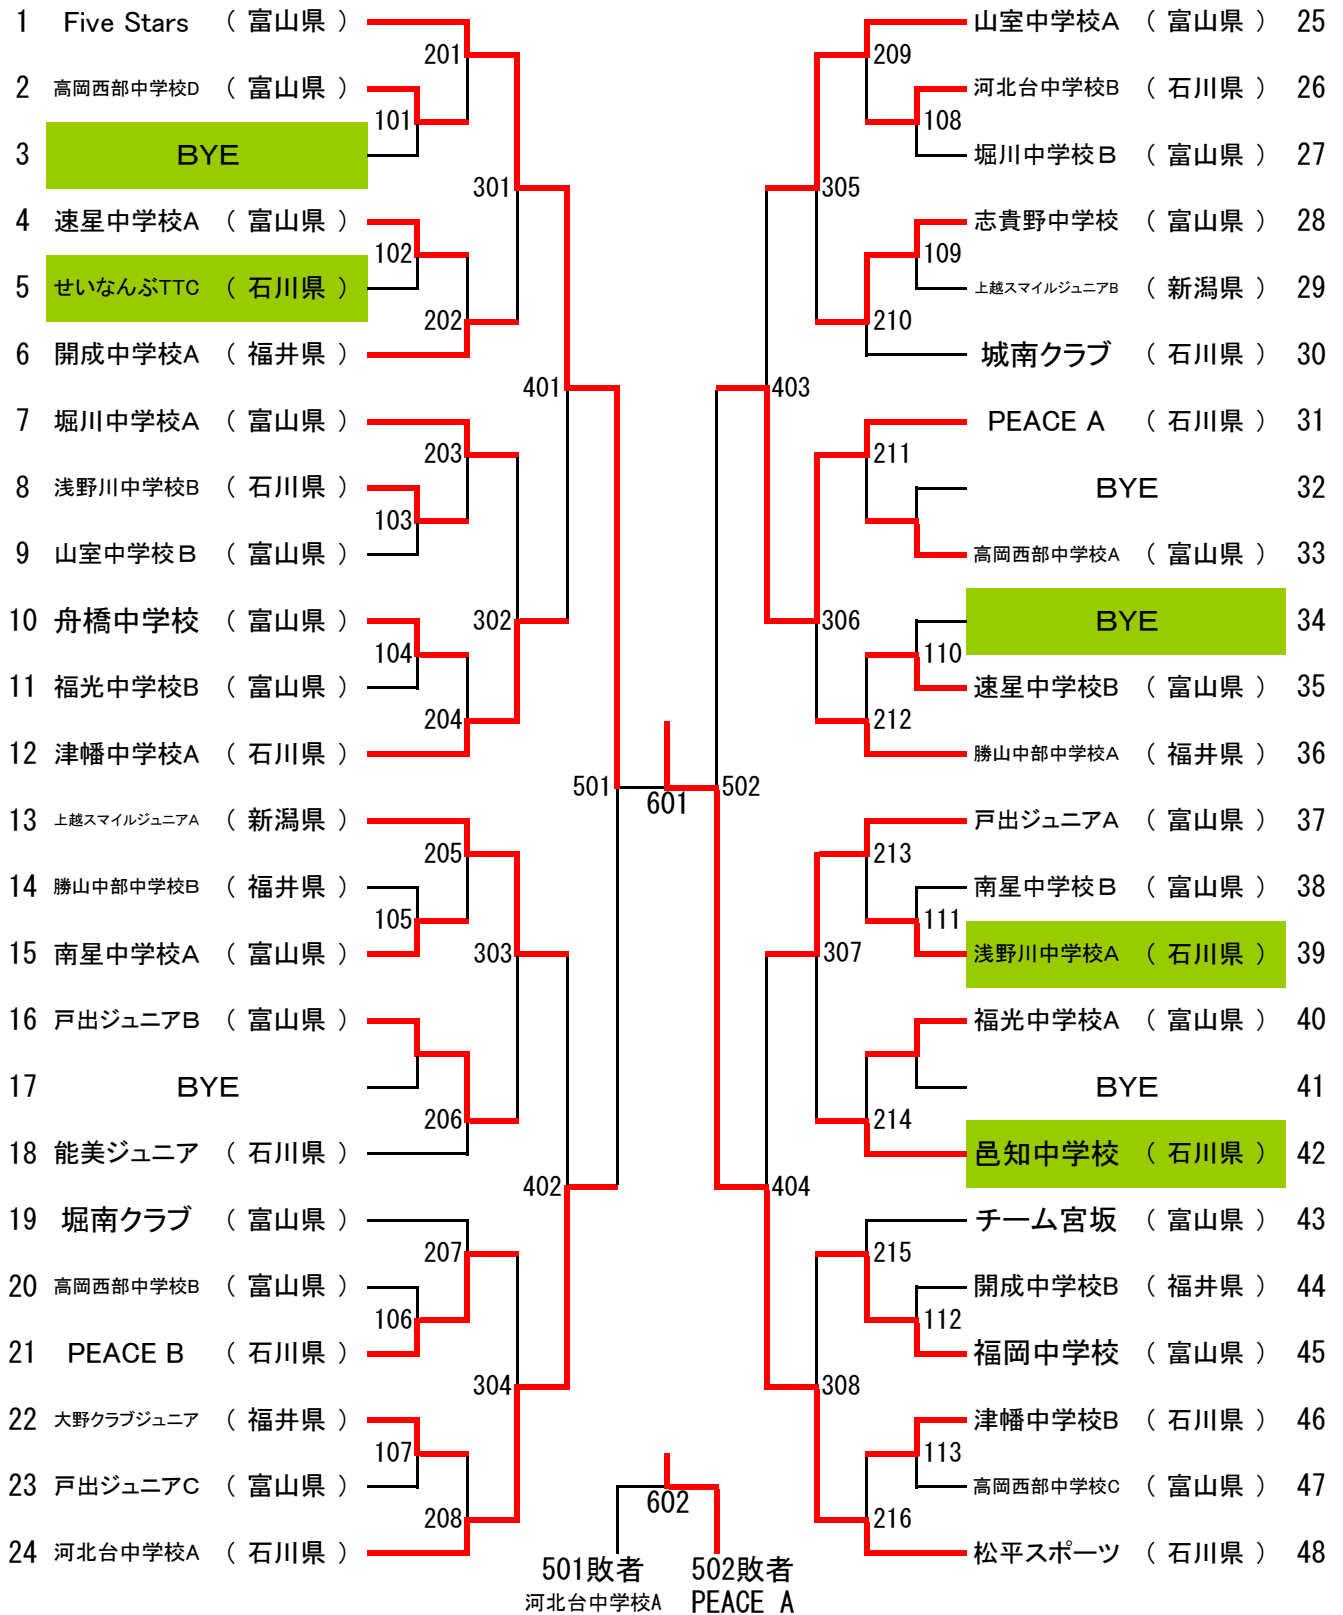 1 Five Stars （ 富山県 ）
201
2 高岡西部中学校D （ 富山県 ）
101
3 BYE
301
4 速星中学校A （ 富山県 ）
102
5 せいなんぶTTC （ 石川県 ）
202
6 開成中学校A （ 福井県 ）
401
7 堀川中学校A （ 富山県 ）
203
8 浅野川中学校B （ 石川県 ）
103
9 山室中学校B （ 富山県 ）
302
10 舟橋中学校 （ 富山県 ）
104
11 福光中学校B （ 富山県 ）
204
12 津幡中学校A （ 石川県 ）
501
13 上越スマイルジュニアA （ 新潟県 ）
205
14 勝山中部中学校B （ 福井県 ）
105
15 南星中学校A （ 富山県 ）
303
16 戸出ジュニアB （ 富山県 ）
17 BYE
206
18 能美ジュニア （ 石川県 ）
402
19 堀南クラブ （ 富山県 ）
207
20 高岡西部中学校B （ 富山県 ）
106
21 PEACE B （ 石川県 ）
304
22 大野クラブジュニア （ 福井県 ）
107
23 戸出ジュニアC （ 富山県 ）
208
24 河北台中学校A （ 石川県 ）
601
602
501敗者 502敗者
河北台中学校A PEACE A
山室中学校A （ 富山県 ） 25
209
河北台中学校B （ 石川県 ） 26
108
堀川中学校B （ 富山県 ） 27
305
志貴野中学校 （ 富山県 ） 28
109
上越スマイルジュニアB （ 新潟県 ） 29
210
城南クラブ （ 石川県 ） 30
403
PEACE A （ 石川県 ） 31
211
BYE 32
高岡西部中学校A （ 富山県 ） 33
306
BYE 34
110
速星中学校B （ 富山県 ） 35
212
勝山中部中学校A （ 福井県 ） 36
502
戸出ジュニアA （ 富山県 ） 37
213
南星中学校B （ 富山県 ） 38
111
浅野川中学校A （ 石川県 ） 39
307
福光中学校A （ 富山県 ） 40
BYE 41
214
邑知中学校 （ 石川県 ） 42
404
チーム宮坂 （ 富山県 ） 43
215
開成中学校B （ 福井県 ） 44
112
福岡中学校 （ 富山県 ） 45
308
津幡中学校B （ 石川県 ） 46
113
高岡西部中学校C （ 富山県 ） 47
216
松平スポーツ （ 石川県 ） 48